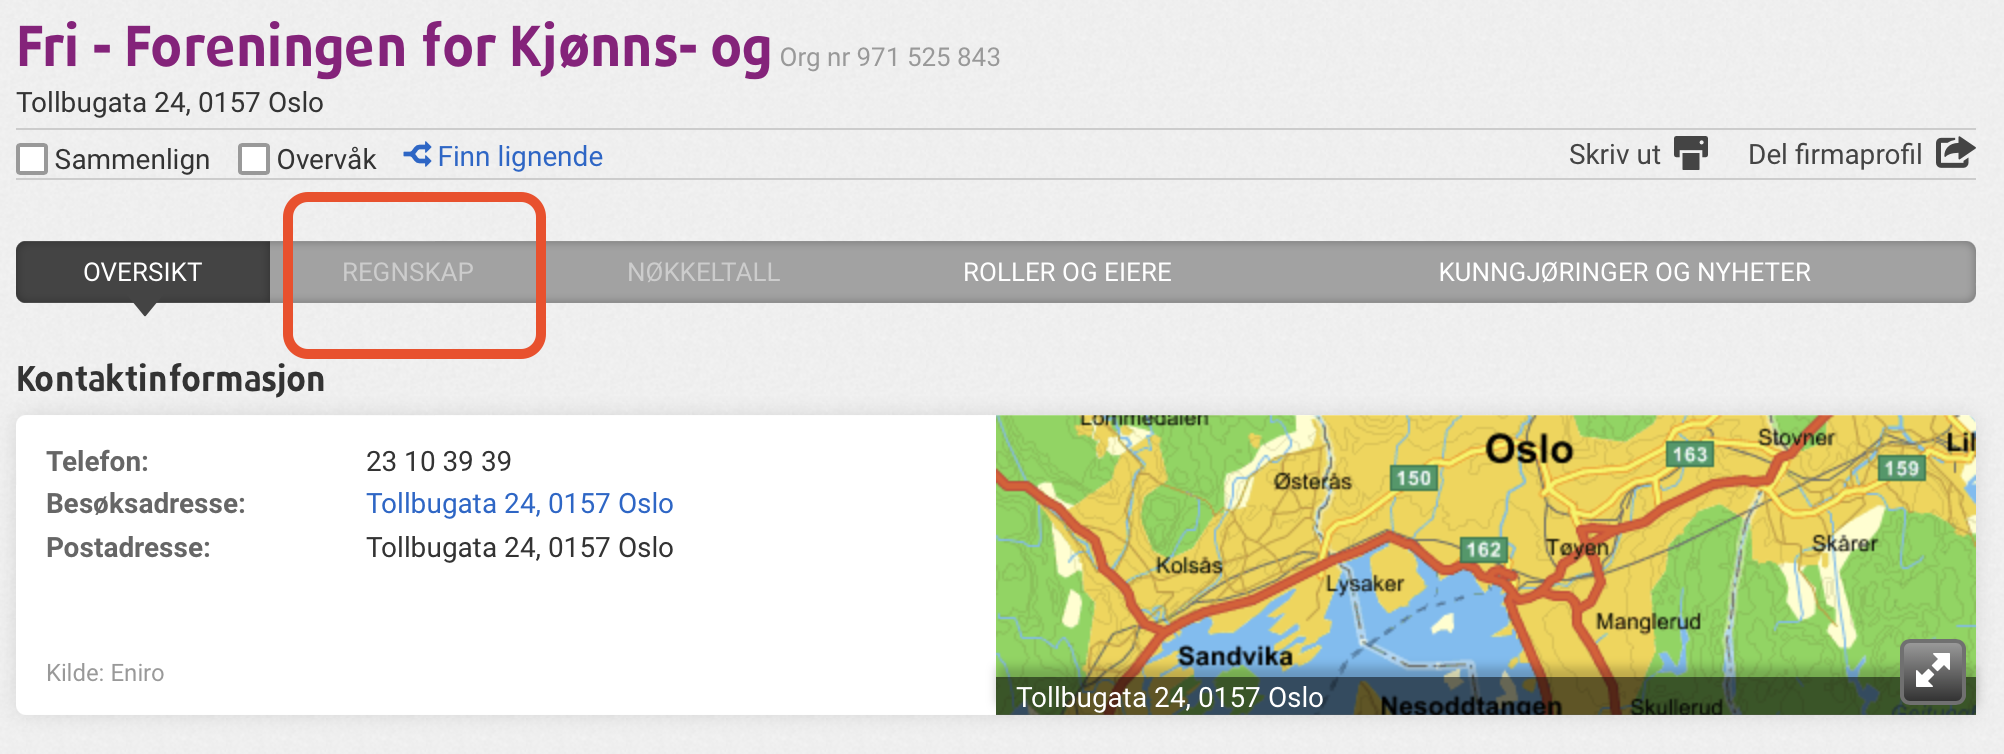 Fri - Foreningen for Kjønns- og Org nr 971 525 843
Tollbugata 24, 0157 Oslo
Sammenlign Overvåk Finn lignende Skriv ut Del firmaprofil
OVERSIKT REGNSKAP NØKKELTALL ROLLER OG EIERE KUNNGJØRINGER OG NYHETER
Kontaktinformasjon
Telefon: 23 10 39 39
Besøksadresse: Tollbugata 24, 0157 Oslo
Postadresse: Tollbugata 24, 0157 Oslo
Kilde: Eniro
Lommedalen
Oslo
Stovner
Lil
163
159
150
Østerås
162
Tøyen
Skårer
Kolsås
Lysaker
Manglerud
Sandvika
Tollbugata 24, 0157 Oslo
Nesoddtangen
Skullerud